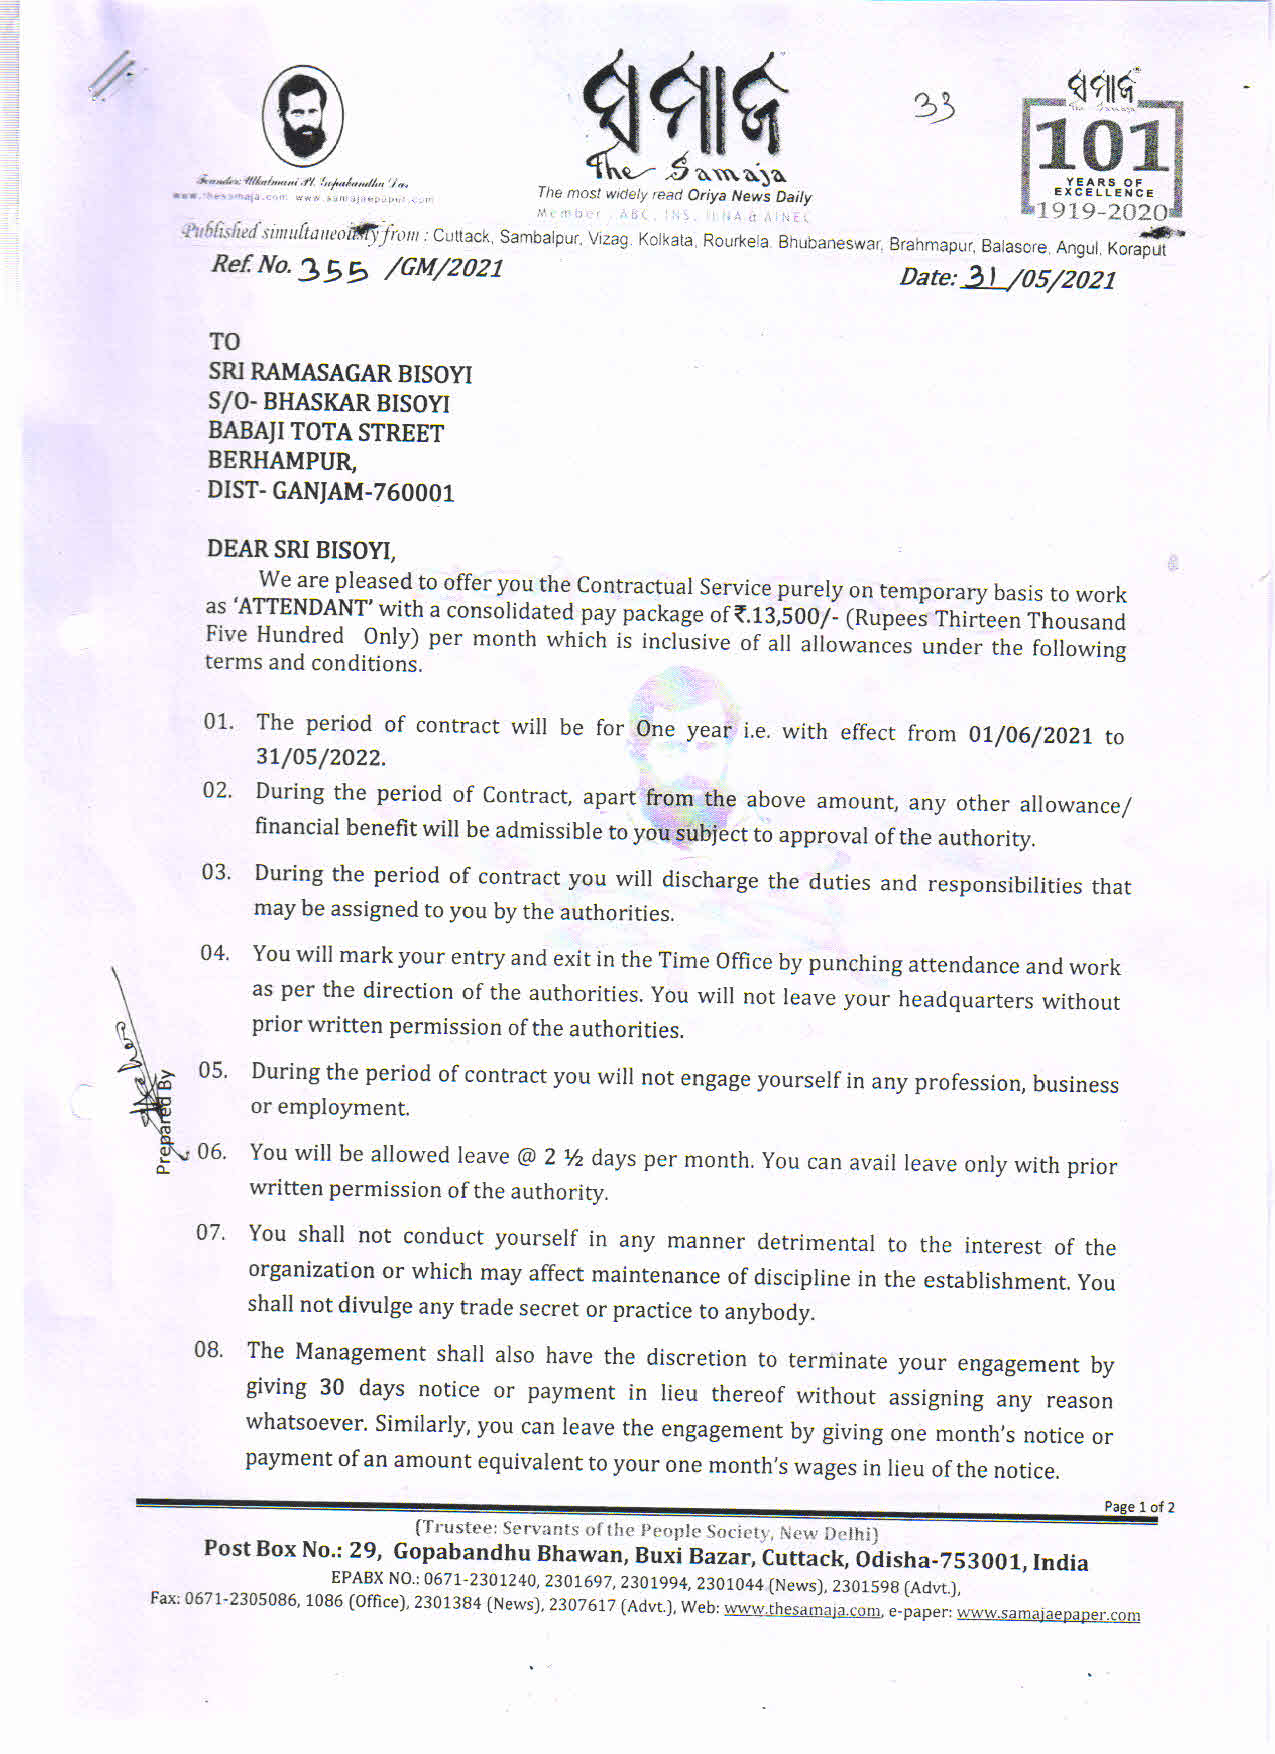 ସମାଜ
The Samaja
The most widely read Oriya News Daily
Member : ABC, INS, & AINEC
33
ସମାଜ
The Samaja
101
YEARS OF
EXCELLENCE
1919-2020
Founder: Utkalmani Pt. Gopabandhu Das
www.thesamaja.com www.samajaepaper.com
Published simultaneously from : Cuttack, Sambalpur, Vizag, Kolkata, Rourkela, Bhubaneswar, Brahmapur, Balasore, Angul, Koraput
Ref. No. 355 /GM/2021
Date: 31/05/2021
TO
SRI RAMASAGAR BISOYI
S/O- BHASKAR BISOYI
BABAJI TOTA STREET
BERHAMPUR,
DIST- GANJAM-760001
DEAR SRI BISOYI,
We are pleased to offer you the Contractual Service purely on temporary basis to work
as ‘ATTENDANT’ with a consolidated pay package of ₹.13,500/- (Rupees Thirteen Thousand
Five Hundred Only) per month which is inclusive of all allowances under the following
terms and conditions.
01. The period of contract will be for One year i.e. with effect from 01/06/2021 to
31/05/2022.
02. During the period of Contract, apart from the above amount, any other allowance/
financial benefit will be admissible to you subject to approval of the authority.
03. During the period of contract you will discharge the duties and responsibilities that
may be assigned to you by the authorities.
04. You will mark your entry and exit in the Time Office by punching attendance and work
as per the direction of the authorities. You will not leave your headquarters without
prior written permission of the authorities.
05. During the period of contract you will not engage yourself in any profession, business
or employment.
Prepared By
06. You will be allowed leave @ 2 ½ days per month. You can avail leave only with prior
written permission of the authority.
07. You shall not conduct yourself in any manner detrimental to the interest of the
organization or which may affect maintenance of discipline in the establishment. You
shall not divulge any trade secret or practice to anybody.
08. The Management shall also have the discretion to terminate your engagement by
giving 30 days notice or payment in lieu thereof without assigning any reason
whatsoever. Similarly, you can leave the engagement by giving one month’s notice or
payment of an amount equivalent to your one month’s wages in lieu of the notice.
Page 1 of 2
(Trustee: Servants of the People Society, New Delhi)
Post Box No.: 29, Gopabandhu Bhawan, Buxi Bazar, Cuttack, Odisha-753001, India
EPABX NO.: 0671-2301240, 2301697, 2301994, 2301044 (News), 2301598 (Advt.),
Fax: 0671-2305086, 1086 (Office), 2301384 (News), 2307617 (Advt.), Web: www.thesamaja.com, e-paper: www.samajaepaper.com